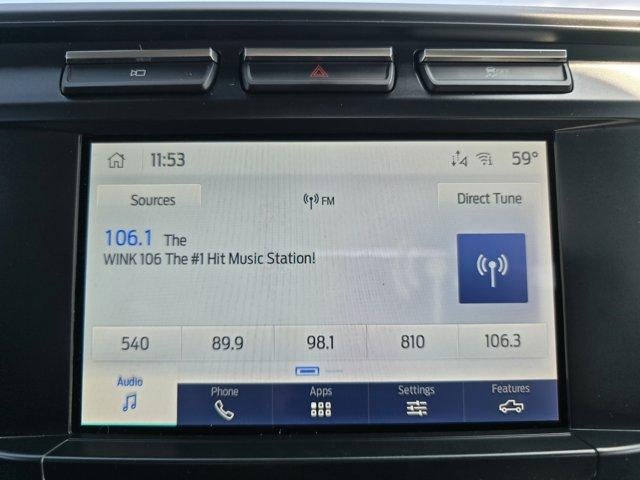 11:53 59°
Sources FM Direct Tune
106.1 The
WINK 106 The #1 Hit Music Station!
540 89.9 98.1 810 106.3
Audio Phone Apps Settings Features